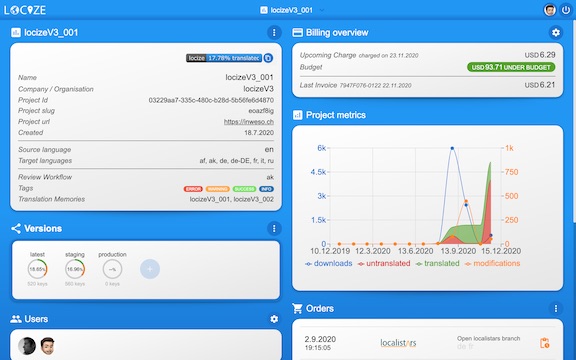 LOCIZE
locizeV3_001
locizeV3_001
locize 17.78% translated
Name locizeV3_001
Company / Organisation locizeV3
Project Id 03229aa7-335c-480c-b28d-5b56fe6d4870
Project slug eoazf8ig
Project url https://inweso.ch
Created 18.7.2020
Source language en
Target languages af, ak, de, de-DE, fr, it, ru
Review Workflow ak
Tags ERROR WARNING SUCCESS INFO
Translation Memories locizeV3_001, locizeV3_002
Versions
latest staging production
18.65% 16.96% --%
520 keys 560 keys 0 keys
Users
Billing overview
Upcoming Charge charged on 23.11.2020 USD 6.29
Budget USD 93.71 UNDER BUDGET
Last Invoice 7947F076-0122 22.11.2020 USD 6.21
Project metrics
6k 1k
4.5k 750
3k 500
1.5k 250
0 0
10.12.2019 12.3.2020 13.6.2020 13.9.2020 15.12.2020
downloads untranslated translated modifications
Orders
2.9.2020
19:15:05
localistars
Open localistars branch
de fr